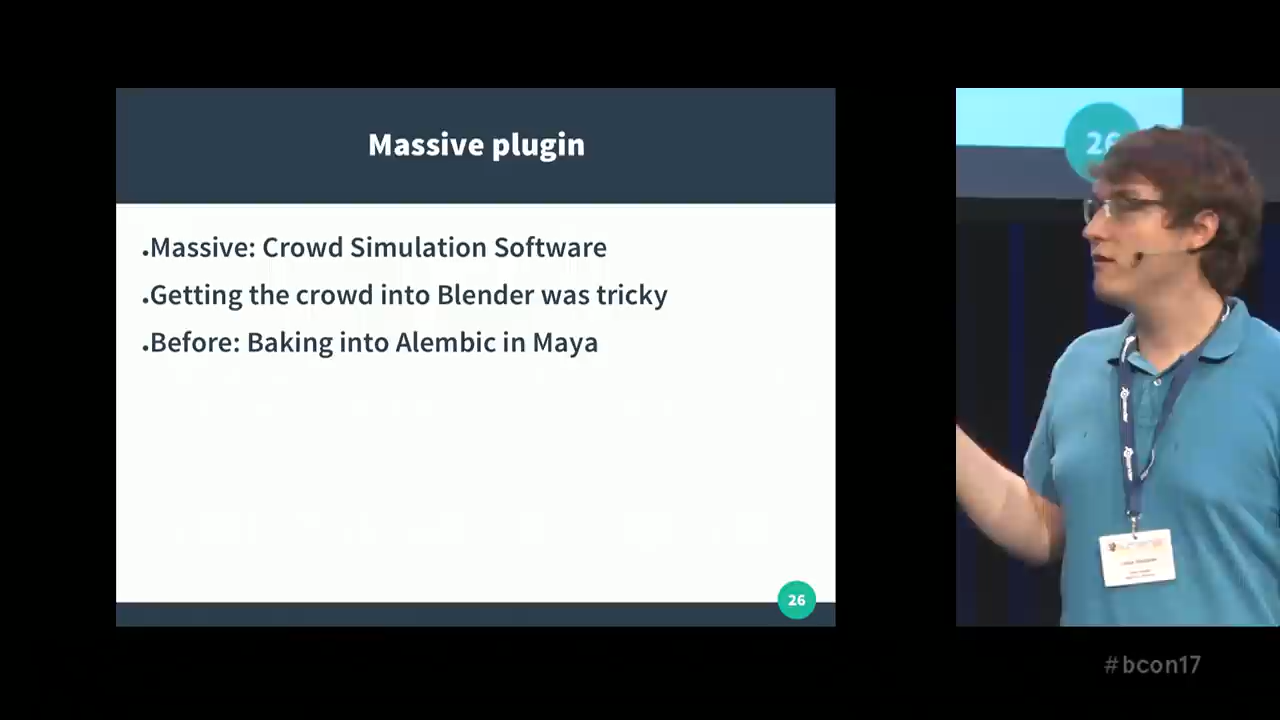 Massive plugin
.Massive: Crowd Simulation Software
.Getting the crowd into Blender was tricky
.Before: Baking into Alembic in Maya
26
26
#bcon17